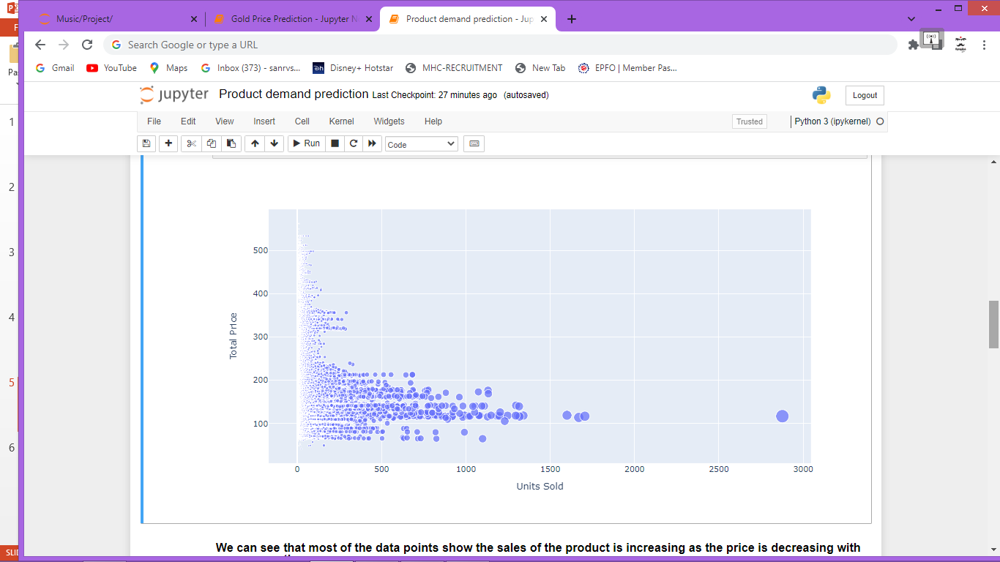 Music/Project/
Gold Price Prediction - Jupyter N
Product demand prediction - Jup
Search Google or type a URL
Gmail
YouTube
Maps
Inbox (373) - sanrvs...
Disney+ Hotstar
MHC-RECRUITMENT
New Tab
EPFO | Member Pas...
jupyter
Product demand prediction Last Checkpoint: 27 minutes ago (autosaved)
Logout
File
Edit
View
Insert
Cell
Kernel
Widgets
Help
Trusted
Python 3 (ipykernel)
Run
Code
500
400
300
200
100
Total Price
0
500
1000
1500
2000
2500
3000
Units Sold
We can see that most of the data points show the sales of the product is increasing as the price is decreasing with
F
Pas
1
2
3
4
5
6
SLID